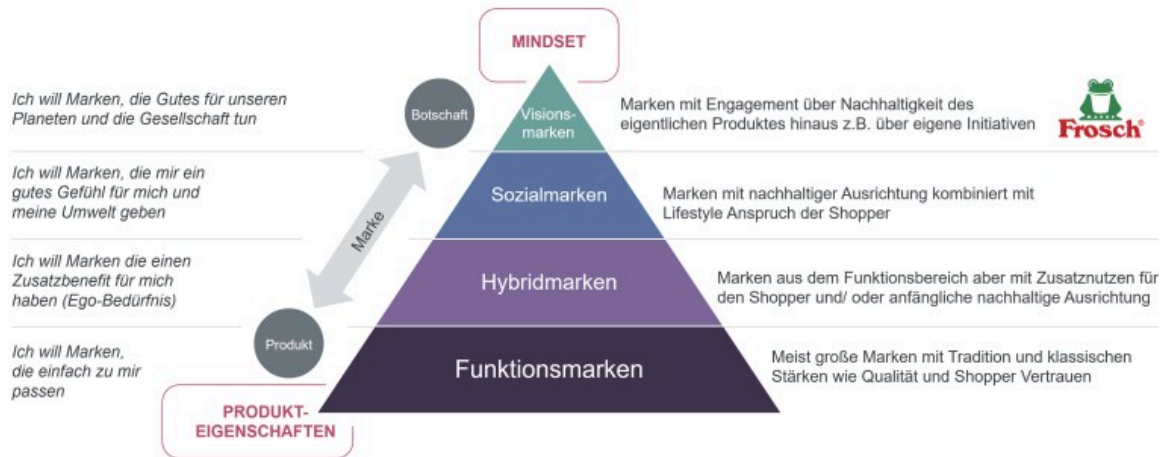 MINDSET
Ich will Marken, die Gutes für unseren
Planeten und die Gesellschaft tun
Botschaft
Visions-
marken
Marken mit Engagement über Nachhaltigkeit des
eigentlichen Produktes hinaus z.B. über eigene Initiativen
Frosch®
Ich will Marken, die mir ein
gutes Gefühl für mich und
meine Umwelt geben
Marke
Sozialmarken
Marken mit nachhaltiger Ausrichtung kombiniert mit
Lifestyle Anspruch der Shopper
Ich will Marken die einen
Zusatzbenefit für mich
haben (Ego-Bedürfnis)
Hybridmarken
Marken aus dem Funktionsbereich aber mit Zusatznutzen für
den Shopper und/ oder anfängliche nachhaltige Ausrichtung
Produkt
Ich will Marken,
die einfach zu mir
passen
Funktionsmarken
Meist große Marken mit Tradition und klassischen
Stärken wie Qualität und Shopper Vertrauen
PRODUKT-
EIGENSCHAFTEN